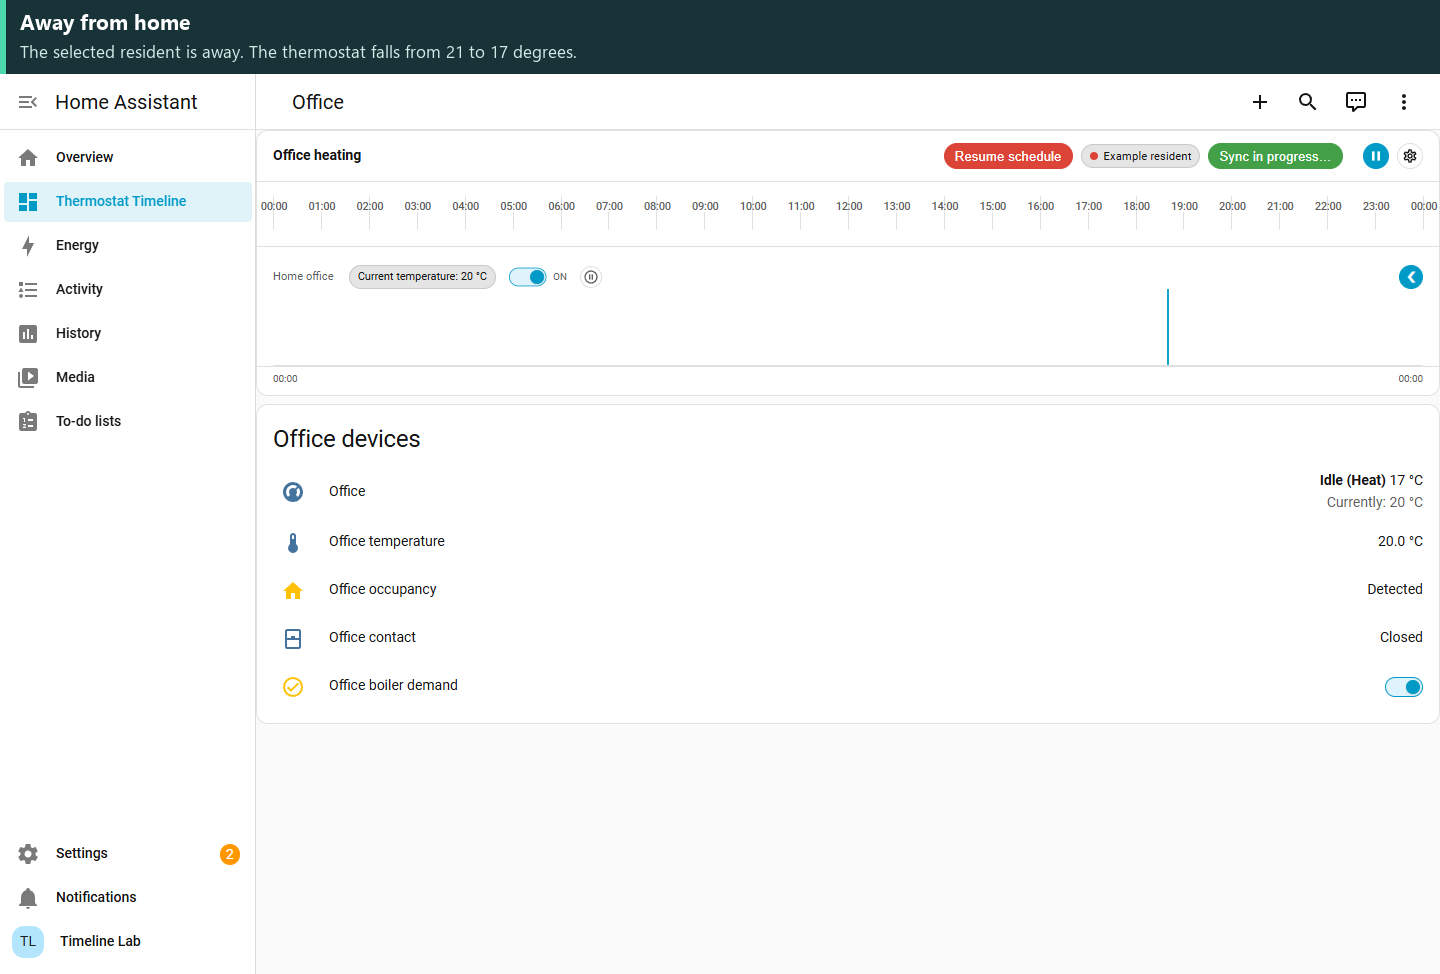 Away from home
The selected resident is away. The thermostat falls from 21 to 17 degrees.
Home Assistant
Office
Overview
Thermostat Timeline
Energy
Activity
History
Media
To-do lists
Settings
2
Notifications
TL
Timeline Lab
Office heating
Resume schedule
Example resident
Sync in progress...
00:00 01:00 02:00 03:00 04:00 05:00 06:00 07:00 08:00 09:00 10:00 11:00 12:00 13:00 14:00 15:00 16:00 17:00 18:00 19:00 20:00 21:00 22:00 23:00 00:00
Home office
Current temperature: 20 °C
ON
00:00 00:00
Office devices
Office
Idle (Heat) 17 °C
Currently: 20 °C
Office temperature
20.0 °C
Office occupancy
Detected
Office contact
Closed
Office boiler demand